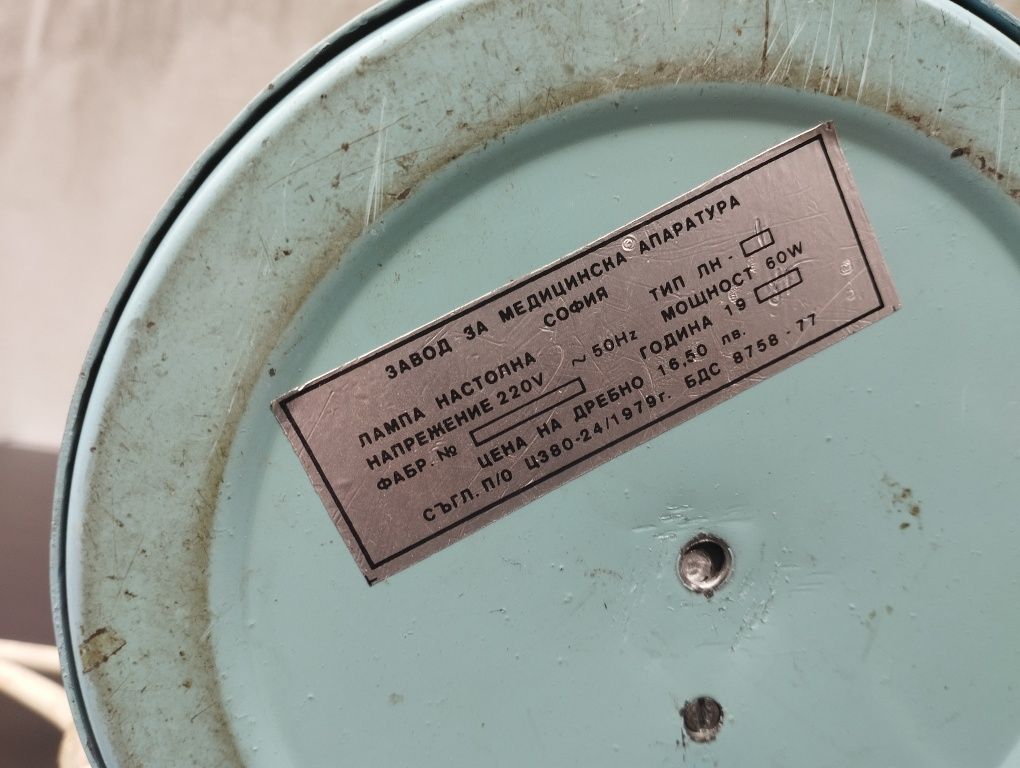 ЗАВОД ЗА МЕДИЦИНСКА АПАРАТУРА
СОФИЯ
ЛАМПА НАСТОЛНА ТИП ЛН -
НАПРЕЖЕНИЕ 220V ~ 50Hz МОЩНОСТ 60W
ФАБР. № ГОДИНА 19
ЦЕНА НА ДРЕБНО 16.50 лв.
СЪГЛ. П/О ЦЗ80-24/1979г. БДС 8758 - 77